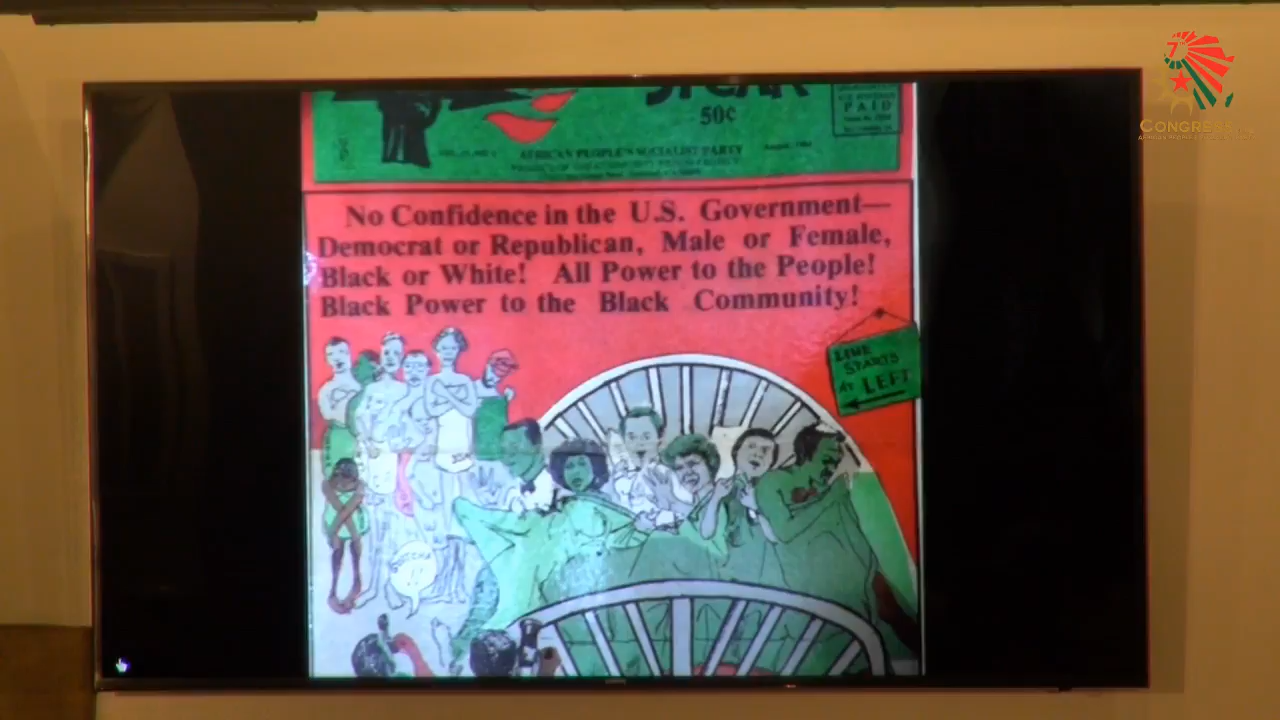 50¢
PAID
AFRICAN PEOPLE'S SOCIALIST PARTY
No Confidence in the U.S. Government—
Democrat or Republican, Male or Female,
Black or White! All Power to the People!
Black Power to the Black Community!
LINE
STARTS
AT LEFT
7TH
CONGRESS